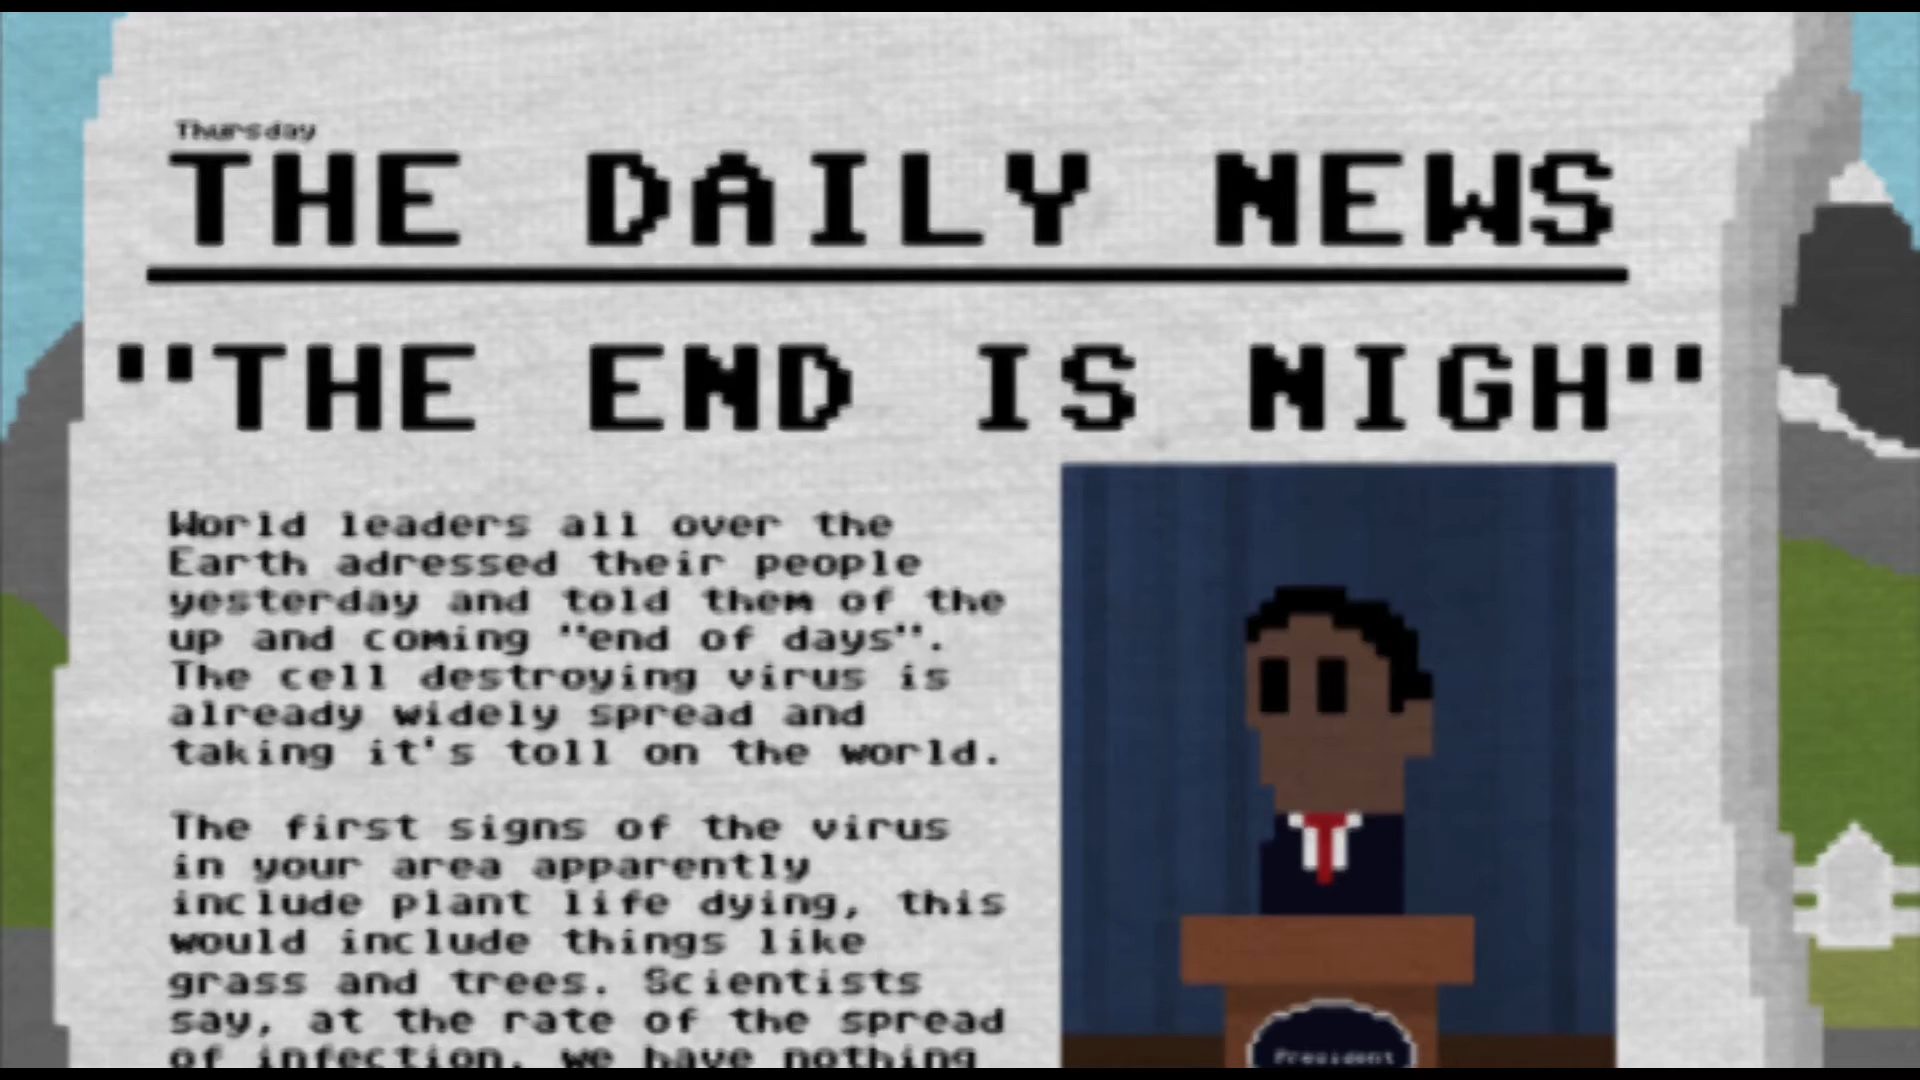 Thursday
THE DAILY NEWS
"THE END IS NIGH"
World leaders all over the
Earth adressed their people
yesterday and told them of the
up and coming "end of days".
The cell destroying virus is
already widely spread and
taking it's toll on the world.
The first signs of the virus
in your area apparently
include plant life dying, this
would include things like
grass and trees. Scientists
say, at the rate of the spread
of infection, we have nothing
President